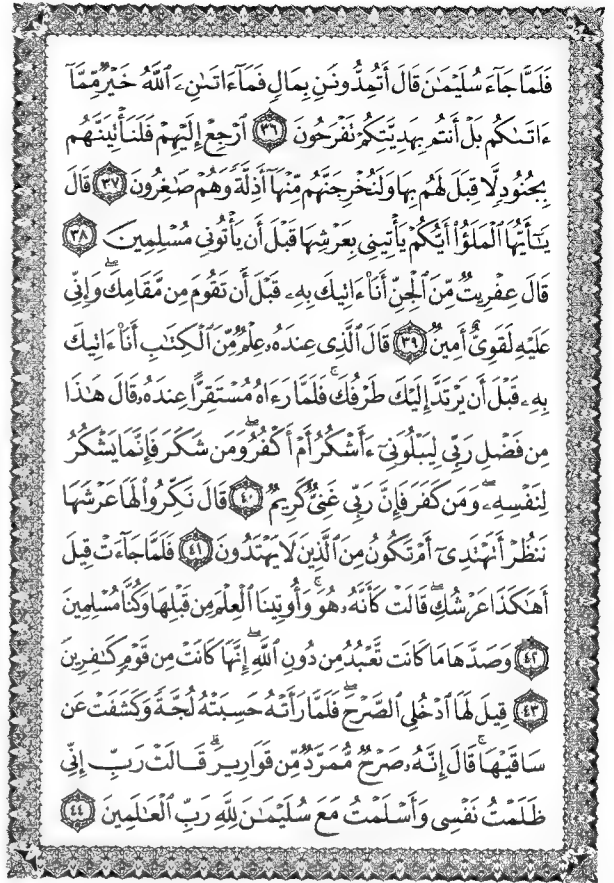 فَلَمَّا جَآءَ سُلَيْمَٰنَ قَالَ أَتُمِدُّونَنِ بِمَالٍ فَمَآءَاتَىٰنِۦَ ٱللَّهُ خَيْرٌ مِّمَّآ
ءَاتَىٰكُم بَلْ أَنتُم بِهَدِيَّتِكُمْ تَفْرَحُونَ ٣٦ ٱرْجِعْ إِلَيْهِمْ فَلَنَأْتِيَنَّهُم
بِجُنُودٍ لَّا قِبَلَ لَهُم بِهَا وَلَنُخْرِجَنَّهُم مِّنْهَآ أَذِلَّةً وَهُمْ صَٰغِرُونَ ٣٧ قَالَ
يَٰٓأَيُّهَا ٱلْمَلَؤُا۟ أَيُّكُمْ يَأْتِينِي بِعَرْشِهَا قَبْلَ أَن يَأْتُونِي مُسْلِمِينَ ٣٨
قَالَ عِفْرِيتٌ مِّنَ ٱلْجِنِّ أَنَا۠ ءَاتِيكَ بِهِۦ قَبْلَ أَن تَقُومَ مِن مَّقَامِكَ ۖ وَإِنِّي
عَلَيْهِ لَقَوِيٌّ أَمِينٌ ٣٩ قَالَ ٱلَّذِي عِندَهُۥ عِلْمٌ مِّنَ ٱلْكِتَٰبِ أَنَا۠ ءَاتِيكَ
بِهِۦ قَبْلَ أَن يَرْتَدَّ إِلَيْكَ طَرْفُكَ ۚ فَلَمَّا رَءَاهُ مُسْتَقِرًّا عِندَهُۥ قَالَ هَٰذَا
مِن فَضْلِ رَبِّي لِيَبْلُوَنِيٓ ءَأَشْكُرُ أَمْ أَكْفُرُ ۖ وَمَن شَكَرَ فَإِنَّمَا يَشْكُرُ
لِنَفْسِهِۦ ۖ وَمَن كَفَرَ فَإِنَّ رَبِّي غَنِيٌّ كَرِيمٌ ٤٠ قَالَ نَكِّرُوا۟ لَهَا عَرْشَهَا
نَنظُرْ أَتَهْتَدِيٓ أَمْ تَكُونُ مِنَ ٱلَّذِينَ لَا يَهْتَدُونَ ٤١ فَلَمَّا جَآءَتْ قِيلَ
أَهَٰكَذَا عَرْشُكِ ۖ قَالَتْ كَأَنَّهُۥ هُوَ ۚ وَأُوتِينَا ٱلْعِلْمَ مِن قَبْلِهَا وَكُنَّا مُسْلِمِينَ
٤٢ وَصَدَّهَا مَا كَانَت تَّعْبُدُ مِن دُونِ ٱللَّهِ ۖ إِنَّهَا كَانَتْ مِن قَوْمٍ كَٰفِرِينَ
٤٣ قِيلَ لَهَا ٱدْخُلِي ٱلصَّرْحَ ۖ فَلَمَّا رَأَتْهُ حَسِبَتْهُ لُجَّةً وَكَشَفَتْ عَن
سَاقَيْهَا ۚ قَالَ إِنَّهُۥ صَرْحٌ مُّمَرَّدٌ مِّن قَوَارِيرَ ۗ قَالَتْ رَبِّ إِنِّي
ظَلَمْتُ نَفْسِي وَأَسْلَمْتُ مَعَ سُلَيْمَٰنَ لِلَّهِ رَبِّ ٱلْعَٰلَمِينَ ٤٤